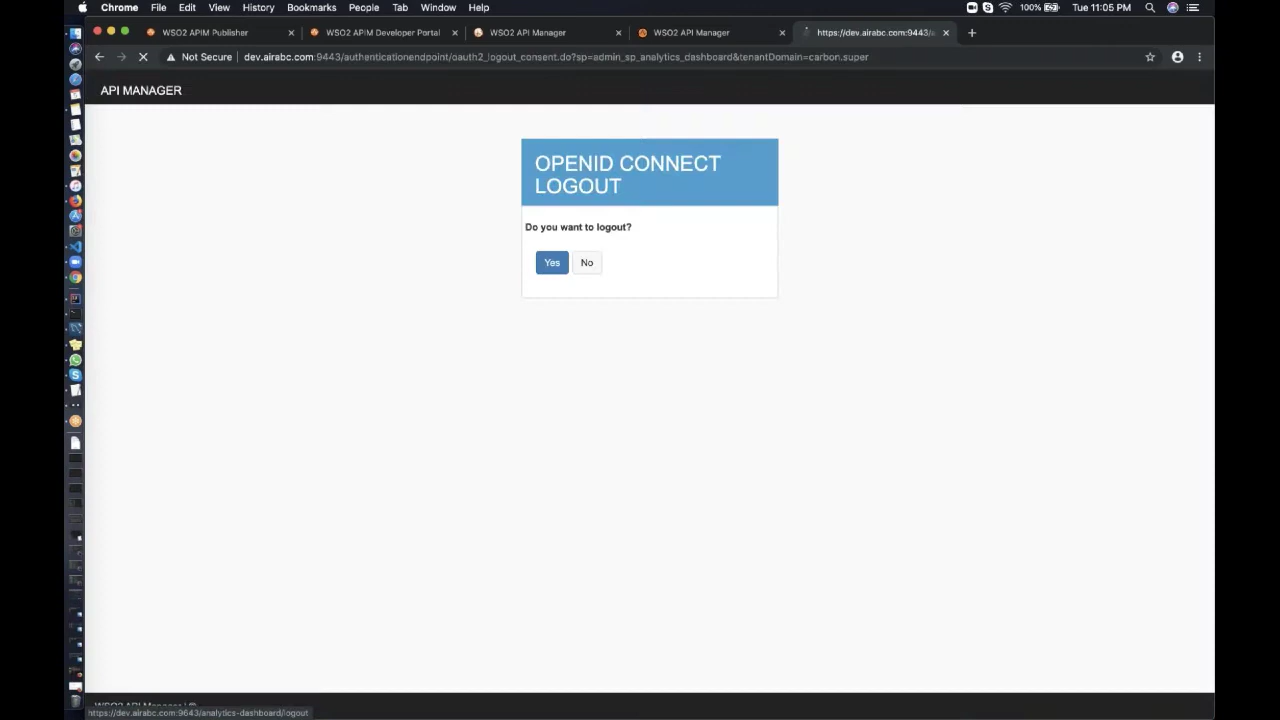 Chrome File Edit View History Bookmarks People Tab Window Help 100% Tue 11:05 PM
WSO2 APIM Publisher WSO2 APIM Developer Portal WSO2 API Manager WSO2 API Manager https://dev.airabc.com:9443/a
Not Secure dev.airabc.com:9443/authenticationendpoint/oauth2_logout_consent.do?sp=admin_sp_analytics_dashboard&tenantDomain=carbon.super
API MANAGER
OPENID CONNECT
LOGOUT
Do you want to logout?
Yes No
WSO2 API Manager | ©
https://dev.airabc.com:9643/analytics-dashboard/logout